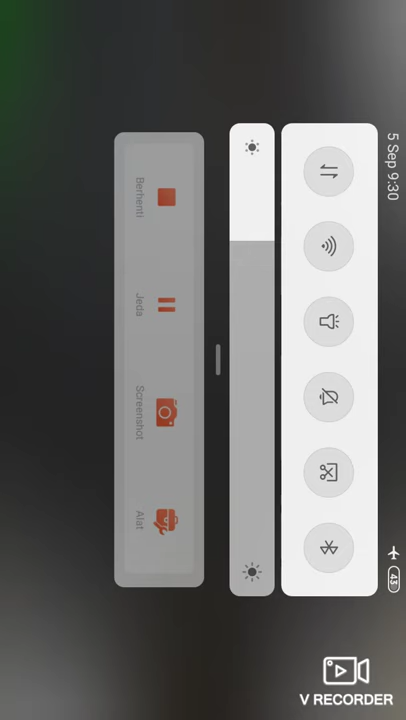 5 Sep 9:30
43
Berhenti
Jeda
Screenshot
Alat
V RECORDER